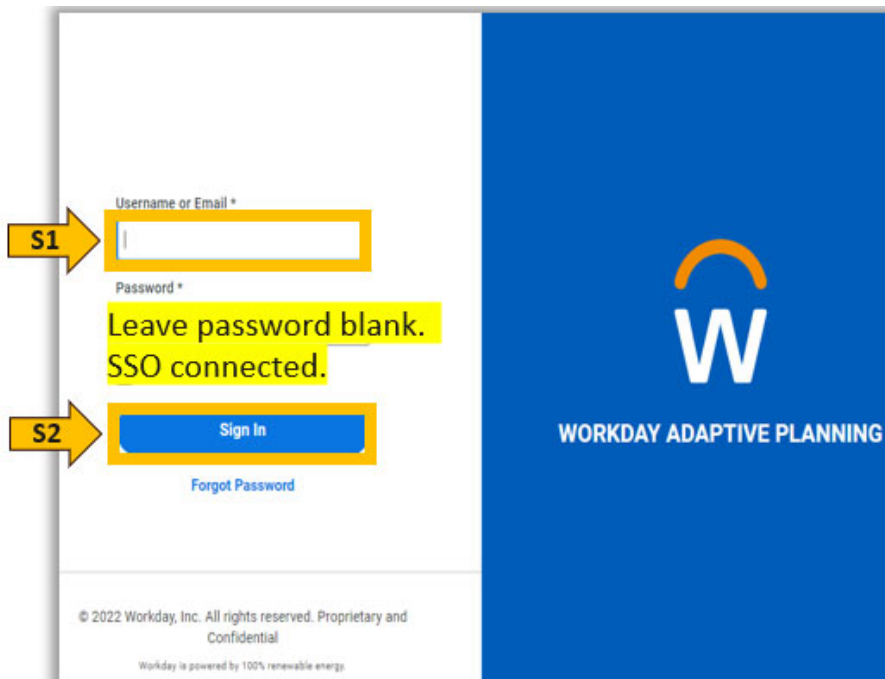 Username or Email *
S1
Password *
Leave password blank.
SSO connected.
S2
Sign In
Forgot Password
W
WORKDAY ADAPTIVE PLANNING
© 2022 Workday, Inc. All rights reserved. Proprietary and
Confidential
Workday is powered by 100% renewable energy.